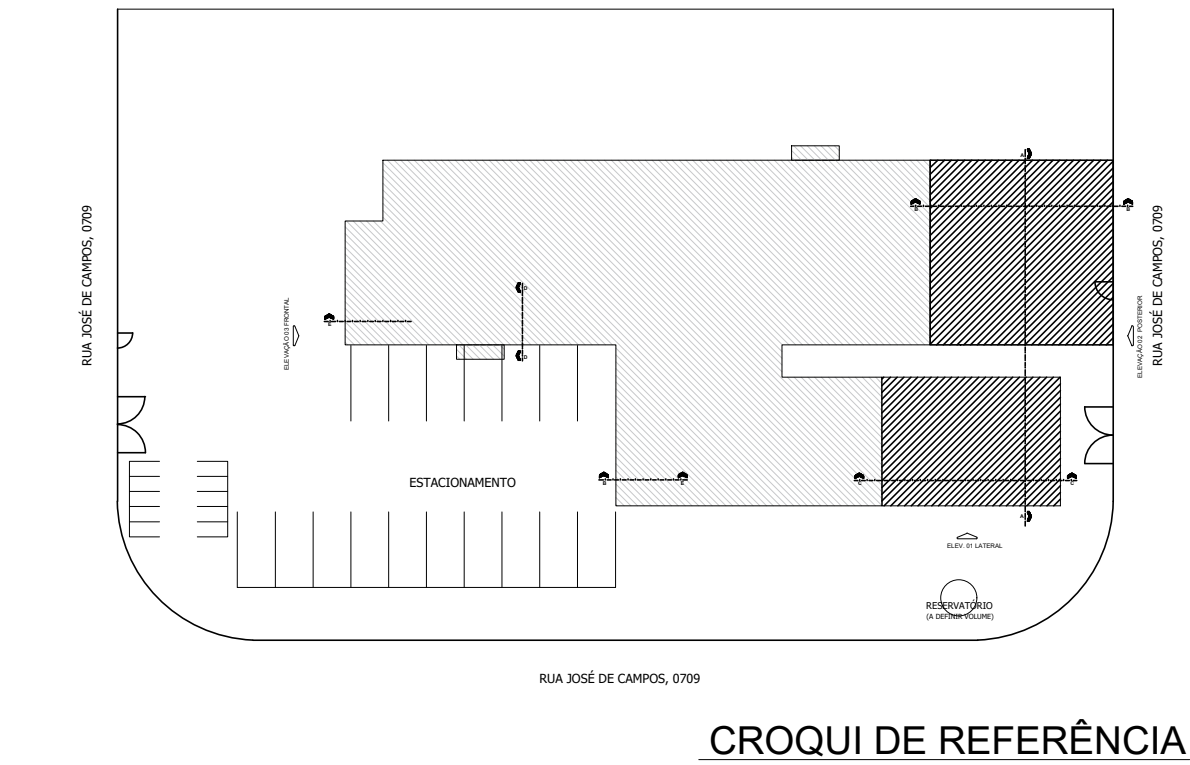 RUA JOSÉ DE CAMPOS, 0709
ELEVAÇÃO 03 FRONTAL
A
B
B
D
E
D
ELEVAÇÃO 02 POSTERIOR
RUA JOSÉ DE CAMPOS, 0709
ESTACIONAMENTO
E
C
C
A
ELEV. 01 LATERAL
RESERVATÓRIO
(A DEFINIR VOLUME)
RUA JOSÉ DE CAMPOS, 0709
CROQUI DE REFERÊNCIA